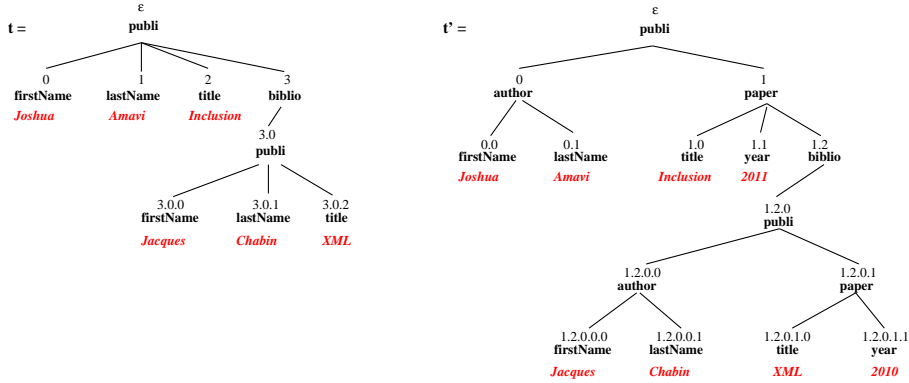 t =
ε
publi
0 1 2 3
firstName lastName title biblio
Joshua Amavi Inclusion
3.0
publi
3.0.0 3.0.1 3.0.2
firstName lastName title
Jacques Chabin XML
t’ =
ε
publi
0 1
author paper
0.0 0.1 1.0 1.1 1.2
firstName lastName title year biblio
Joshua Amavi Inclusion 2011
1.2.0
publi
1.2.0.0 1.2.0.1
author paper
1.2.0.0.0 1.2.0.0.1 1.2.0.1.0 1.2.0.1.1
firstName lastName title year
Jacques Chabin XML 2010